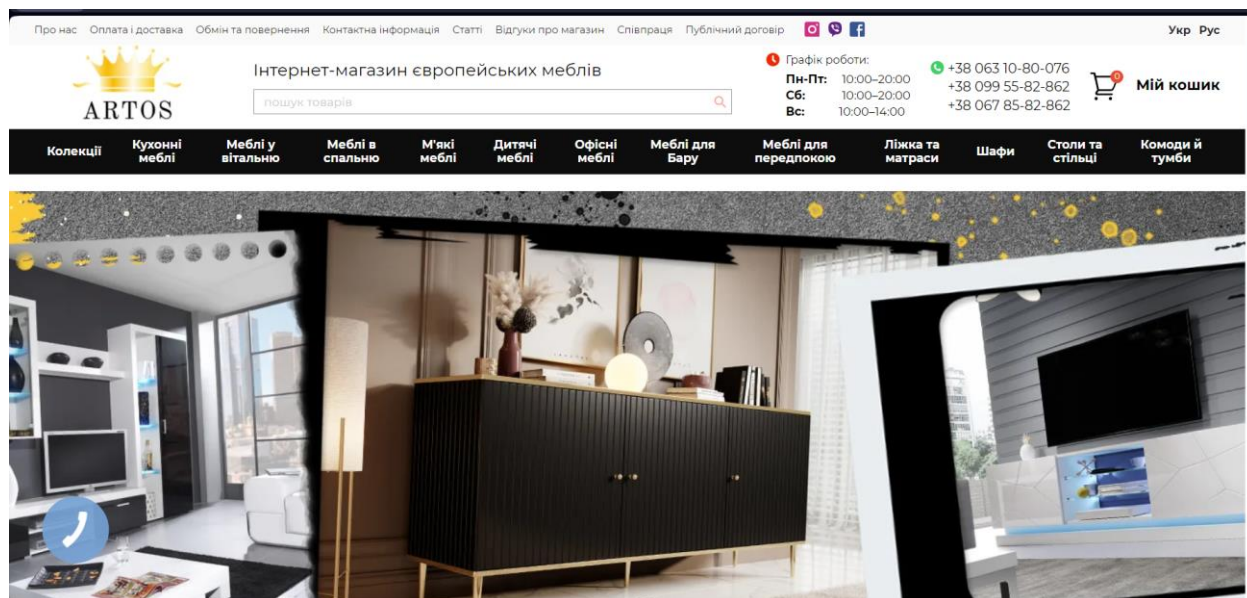 Про нас Оплата і доставка Обмін та повернення Контактна інформація Статті Відгуки про магазин Співпраця Публічний договір
Укр Рус
ARTOS
Інтернет-магазин європейських меблів
пошук товарів
Графік роботи:
Пн-Пт: 10:00–20:00
Сб: 10:00–20:00
Вс: 10:00–14:00
+38 063 10-80-076
+38 099 55-82-862
+38 067 85-82-862
0
Мій кошик
Колекції
Кухонні
меблі
Меблі у
вітальню
Меблі в
спальню
М'які
меблі
Дитячі
меблі
Офісні
меблі
Меблі для
Бару
Меблі для
передпокою
Ліжка та
матраси
Шафи
Столи та
стільці
Комоди й
тумби